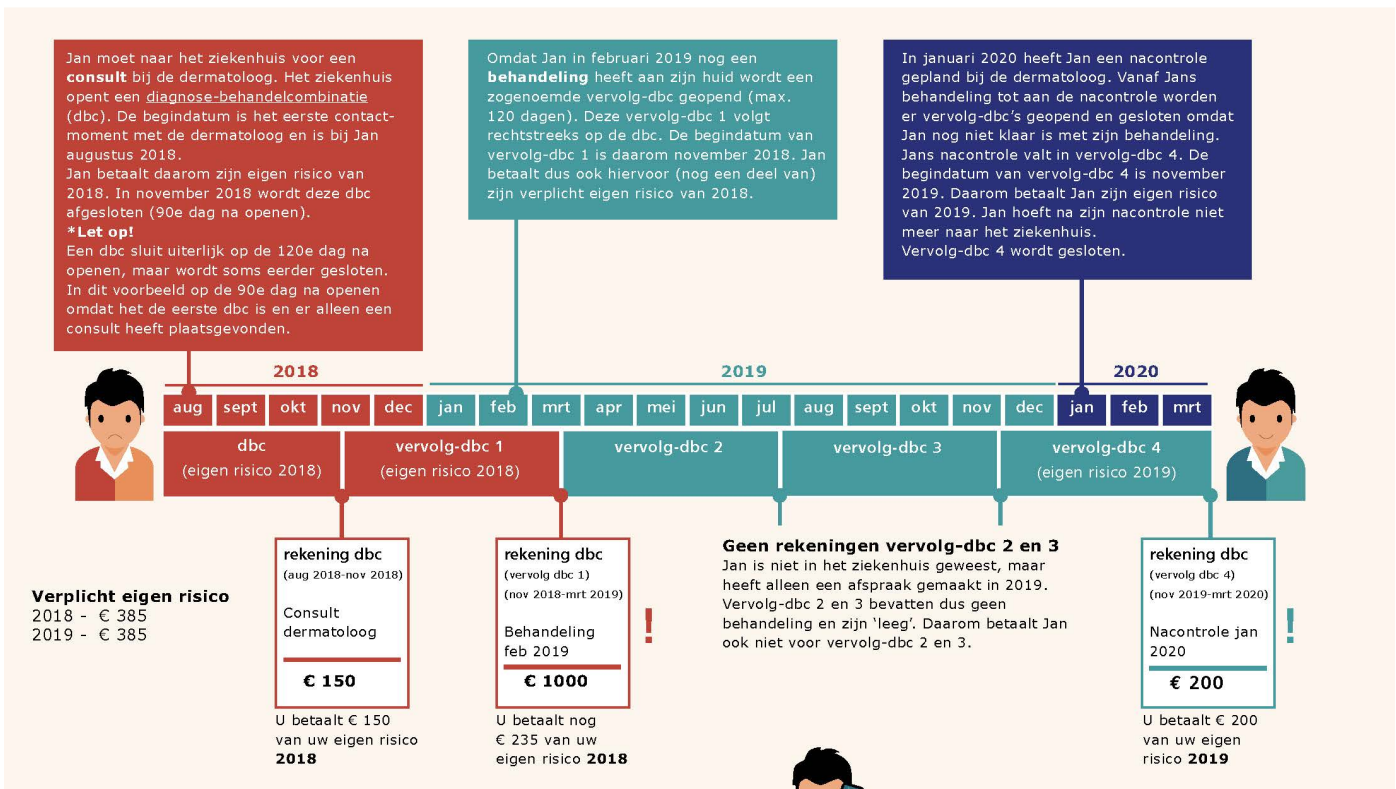 Jan moet naar het ziekenhuis voor een
consult bij de dermatoloog. Het ziekenhuis
opent een diagnose-behandelcombinatie
(dbc). De begindatum is het eerste contact-
moment met de dermatoloog en is bij Jan
augustus 2018.
Jan betaalt daarom zijn eigen risico van
2018. In november 2018 wordt deze dbc
afgesloten (90e dag na openen).
*Let op!
Een dbc sluit uiterlijk op de 120e dag na
openen, maar wordt soms eerder gesloten.
In dit voorbeeld op de 90e dag na openen
omdat het de eerste dbc is en er alleen een
consult heeft plaatsgevonden.
Omdat Jan in februari 2019 nog een
behandeling heeft aan zijn huid wordt een
zogenoemde vervolg-dbc geopend (max.
120 dagen). Deze vervolg-dbc 1 volgt
rechtstreeks op de dbc. De begindatum van
vervolg-dbc 1 is daarom november 2018. Jan
betaalt dus ook hiervoor (nog een deel van)
zijn verplicht eigen risico van 2018.
In januari 2020 heeft Jan een nacontrole
gepland bij de dermatoloog. Vanaf Jans
behandeling tot aan de nacontrole worden
er vervolg-dbc's geopend en gesloten omdat
Jan nog niet klaar is met zijn behandeling.
Jans nacontrole valt in vervolg-dbc 4. De
begindatum van vervolg-dbc 4 is november
2019. Daarom betaalt Jan zijn eigen risico
van 2019. Jan hoeft na zijn nacontrole niet
meer naar het ziekenhuis.
Vervolg-dbc 4 wordt gesloten.
2018 2019 2020
aug sept okt nov dec jan feb mrt apr mei jun jul aug sept okt nov dec jan feb mrt
dbc
(eigen risico 2018)
vervolg-dbc 1
(eigen risico 2018)
vervolg-dbc 2
vervolg-dbc 3
vervolg-dbc 4
(eigen risico 2019)
Verplicht eigen risico
2018 - € 385
2019 - € 385
rekening dbc
(aug 2018-nov 2018)
Consult
dermatoloog
€ 150
U betaalt € 150
van uw eigen risico
2018
rekening dbc
(vervolg dbc 1)
(nov 2018-mrt 2019)
Behandeling
feb 2019
€ 1000
!
U betaalt nog
€ 235 van uw
eigen risico 2018
Geen rekeningen vervolg-dbc 2 en 3
Jan is niet in het ziekenhuis geweest, maar
heeft alleen een afspraak gemaakt in 2019.
Vervolg-dbc 2 en 3 bevatten dus geen
behandeling en zijn 'leeg'. Daarom betaalt Jan
ook niet voor vervolg-dbc 2 en 3.
rekening dbc
(vervolg dbc 4)
(nov 2019-mrt 2020)
Nacontrole jan
2020
€ 200
!
U betaalt € 200
van uw eigen
risico 2019